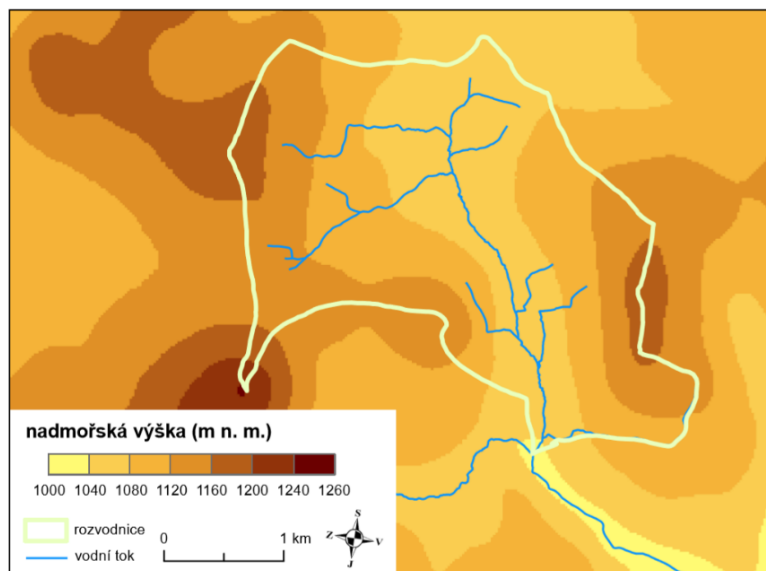 nadmořská výška (m n. m.)
1000 1040 1080 1120 1160 1200 1240 1260
rozvodnice
vodní tok
0 1 km
S
Z V
J